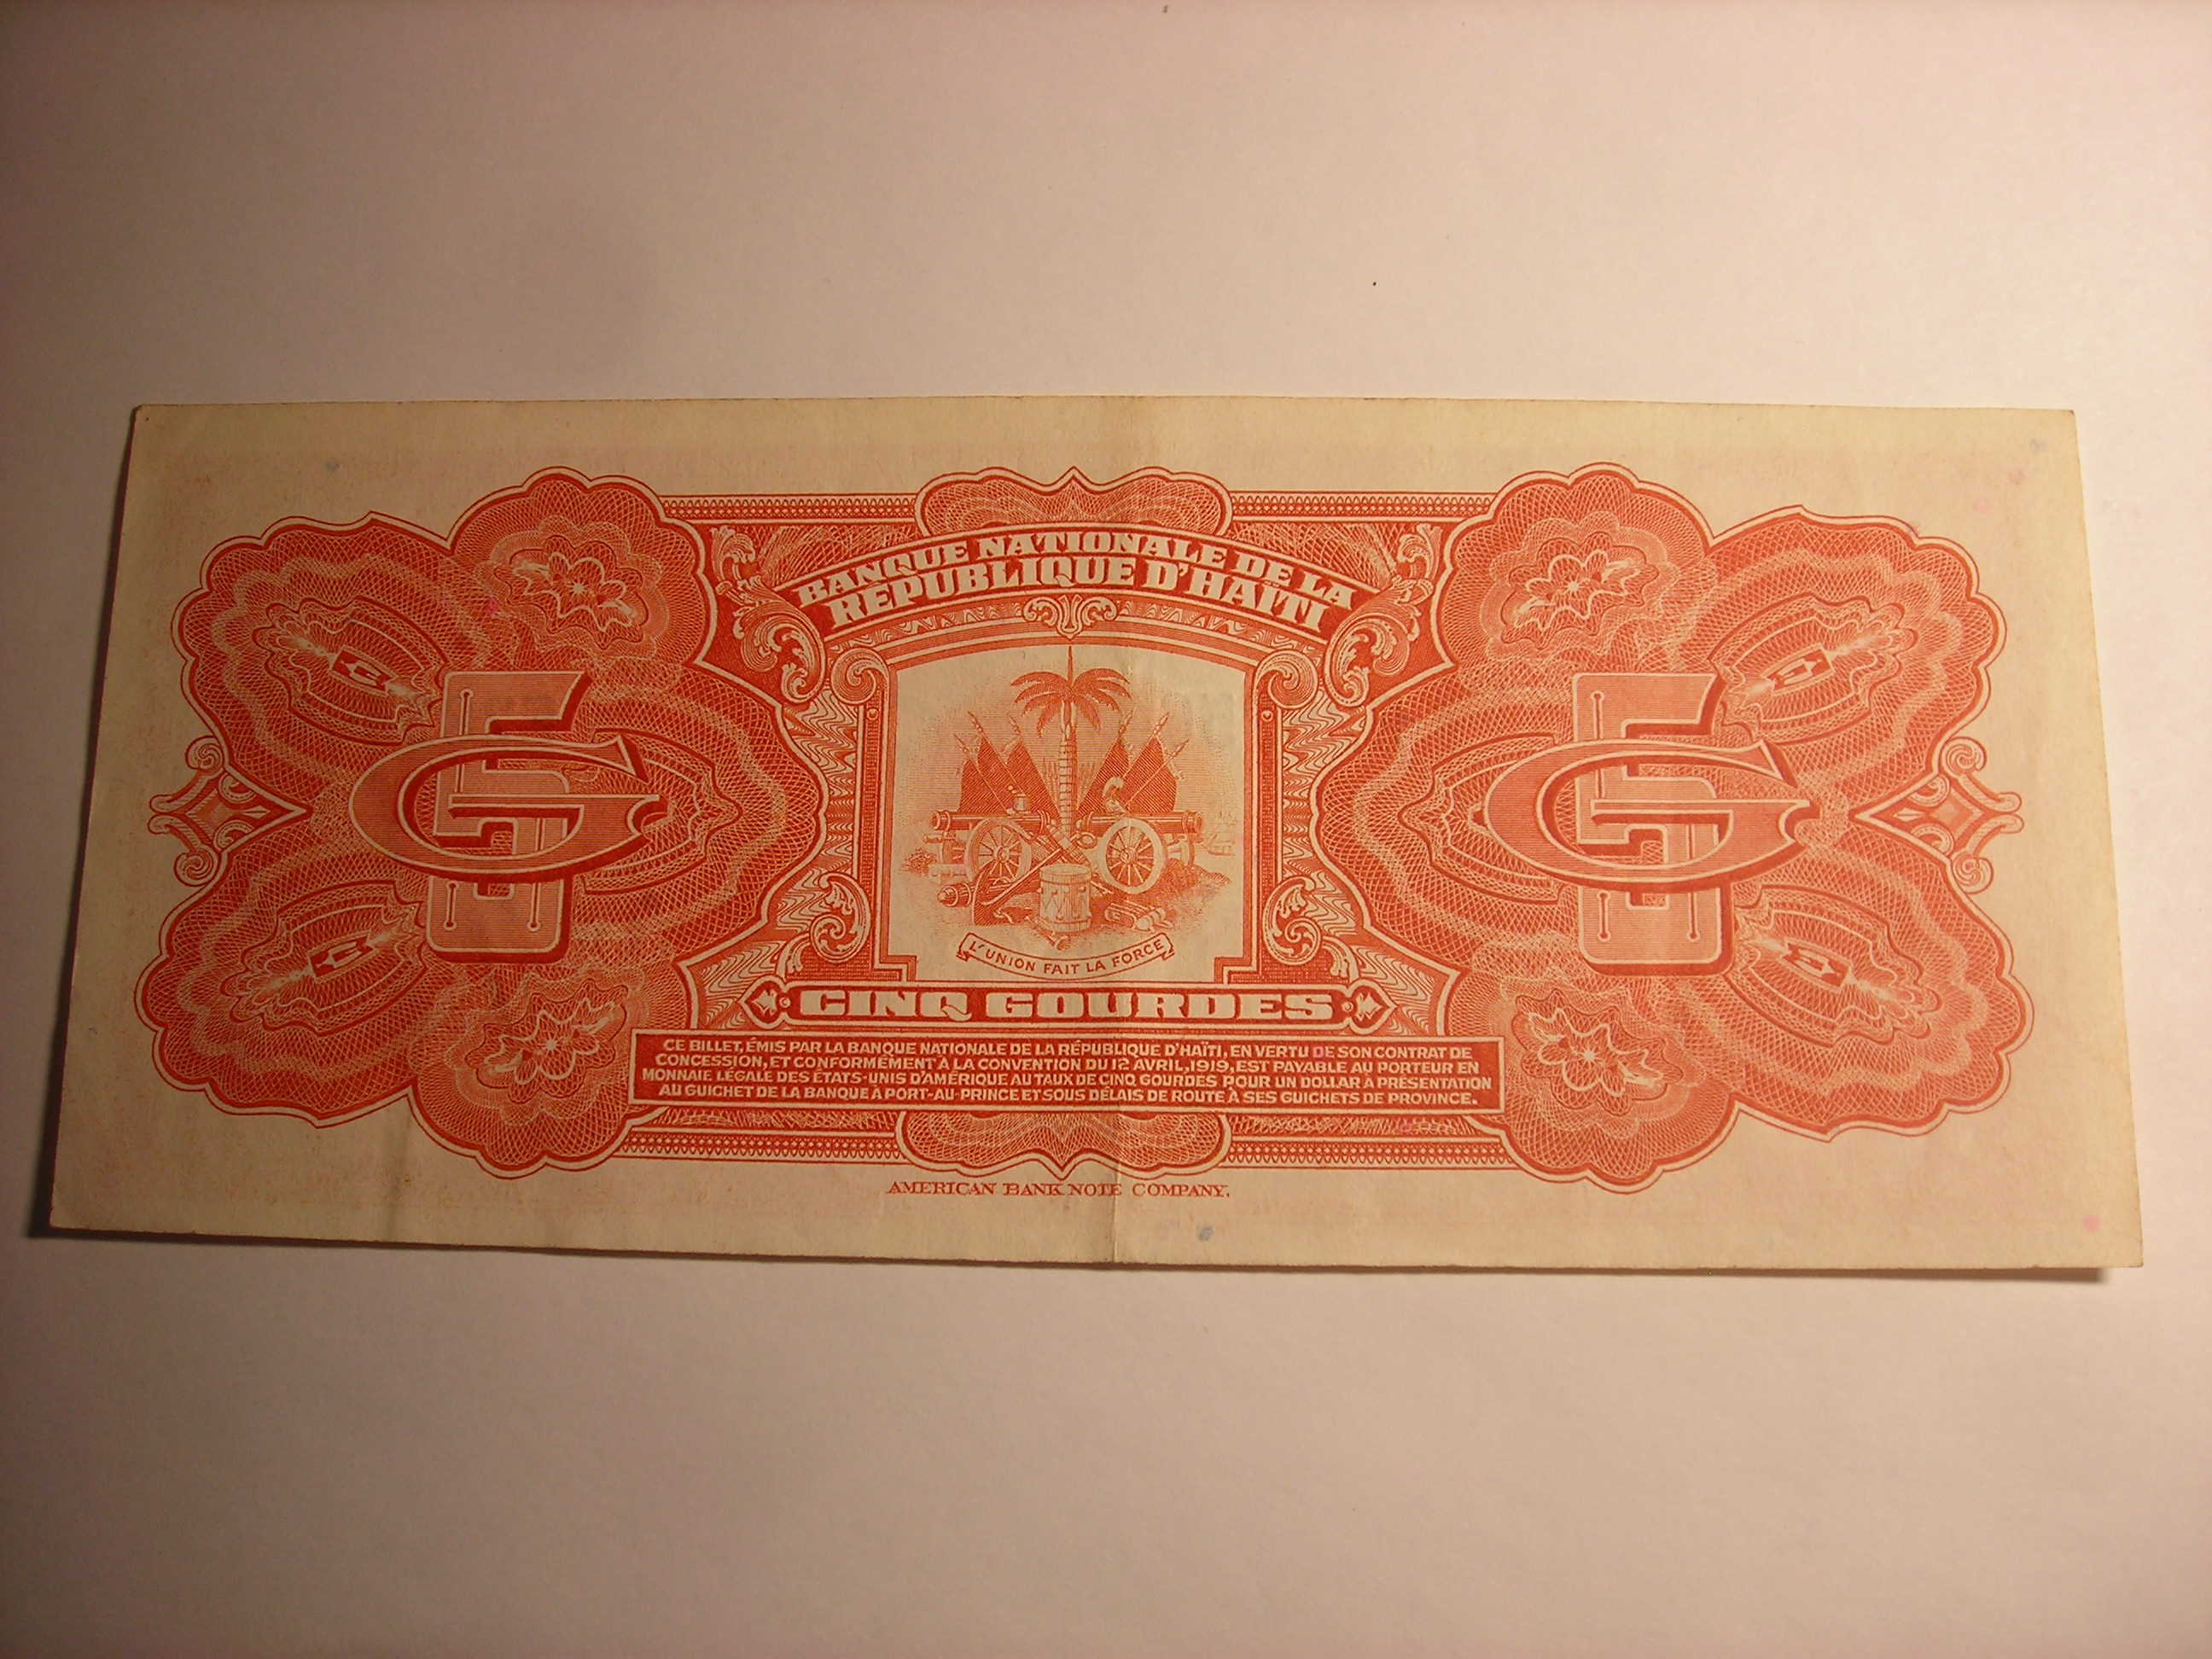 BANQUE NATIONALE DE LA
RÉPUBLIQUE D'HAÏTI
5 G
5 G
L'UNION FAIT LA FORCE
CINQ GOURDES
CE BILLET, ÉMIS PAR LA BANQUE NATIONALE DE LA RÉPUBLIQUE D'HAÏTI, EN VERTU DE SON CONTRAT DE
CONCESSION, ET CONFORMÉMENT À LA CONVENTION DU 12 AVRIL, 1919, EST PAYABLE AU PORTEUR EN
MONNAIE LÉGALE DES ÉTATS-UNIS D'AMÉRIQUE AU TAUX DE CINQ GOURDES POUR UN DOLLAR À PRÉSENTATION
AU GUICHET DE LA BANQUE À PORT-AU-PRINCE ET SOUS DÉLAIS DE ROUTE À SES GUICHETS DE PROVINCE.
AMERICAN BANK NOTE COMPANY.